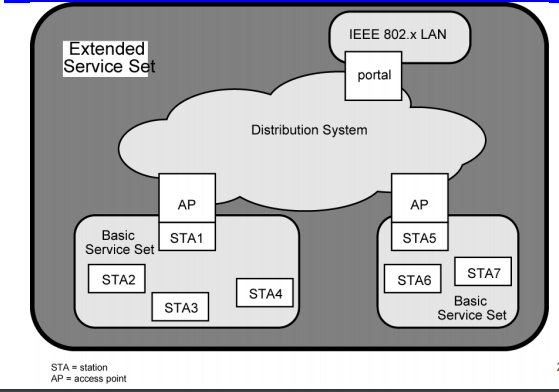 Extended
Service Set
IEEE 802.x LAN
portal
Distribution System
AP
AP
Basic
Service Set
STA1
STA5
STA2
STA3
STA4
STA6
STA7
Basic
Service Set
STA = station
AP = access point